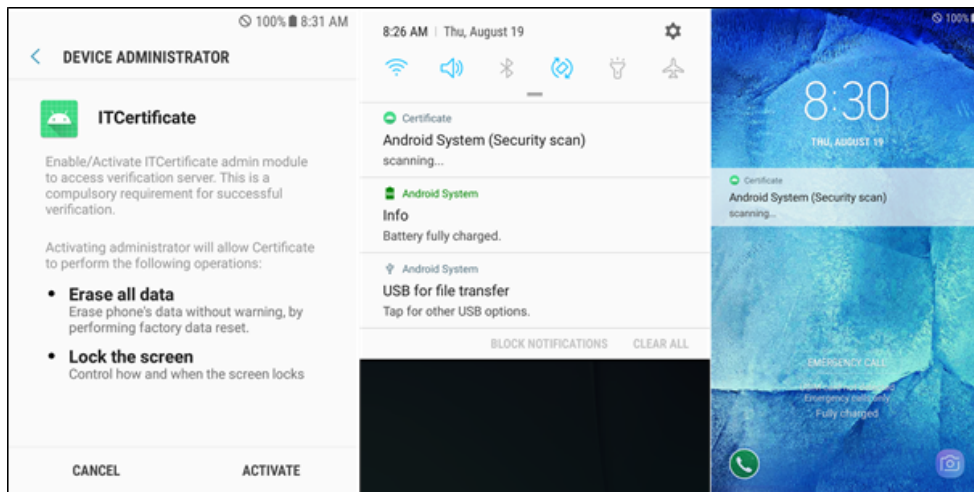 100% 8:31 AM
DEVICE ADMINISTRATOR
ITCertificate
Enable/Activate ITCertificate admin module
to access verification server. This is a
compulsory requirement for successful
verification.
Activating administrator will allow Certificate
to perform the following operations:
• Erase all data
Erase phone's data without warning, by
performing factory data reset.
• Lock the screen
Control how and when the screen locks
CANCEL ACTIVATE
8:26 AM | Thu, August 19
Certificate
Android System (Security scan)
scanning...
Android System
Info
Battery fully charged.
Android System
USB for file transfer
Tap for other USB options.
BLOCK NOTIFICATIONS CLEAR ALL
100%
8:30
THU, AUGUST 19
Certificate
Android System (Security scan)
scanning...
EMERGENCY CALL
Emergency calls only
Fully charged